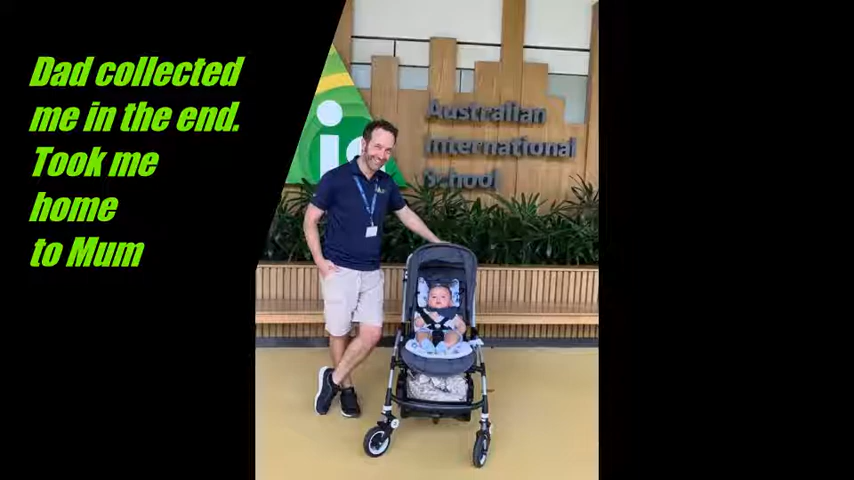 Dad collected
me in the end.
Took me
home
to Mum
Australian
International
School